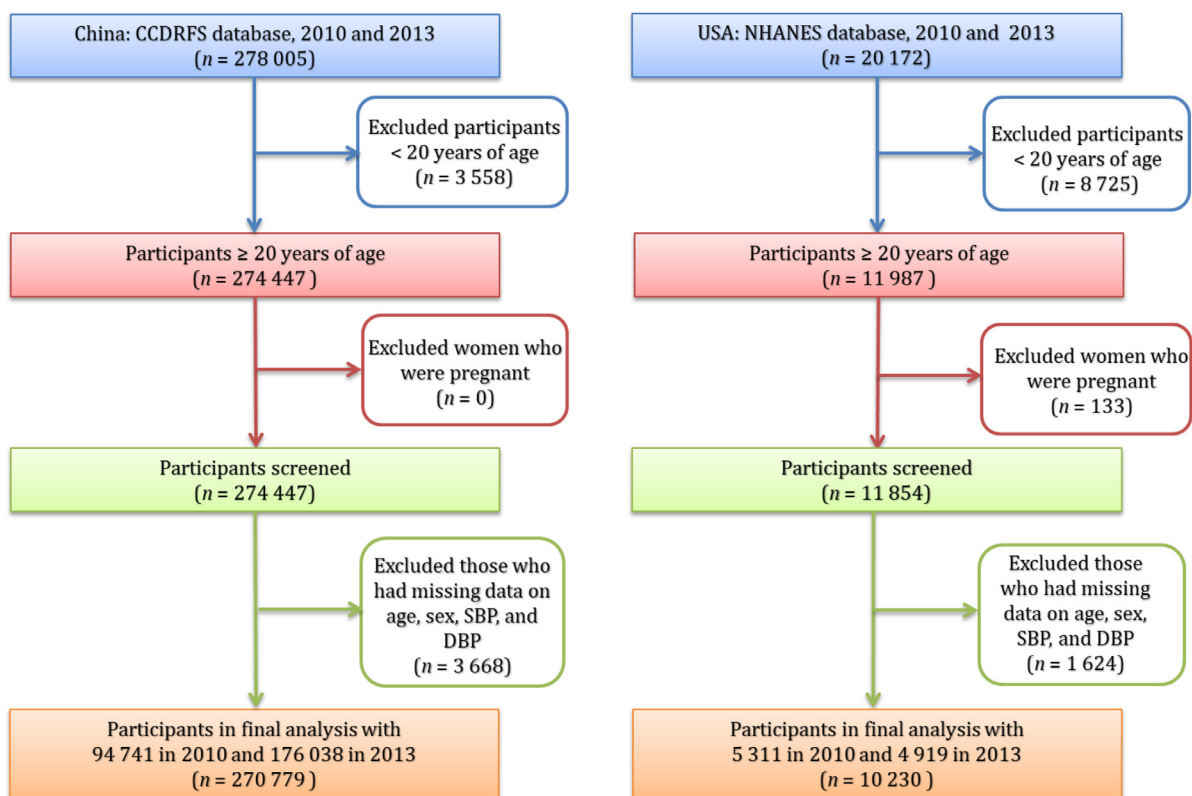 China: CCDRFS database, 2010 and 2013
(n = 278 005)
Excluded participants
< 20 years of age
(n = 3 558)
Participants ≥ 20 years of age
(n = 274 447 )
Excluded women who
were pregnant
(n = 0)
Participants screened
(n = 274 447)
Excluded those who
had missing data on
age, sex, SBP, and
DBP
(n = 3 668)
Participants in final analysis with
94 741 in 2010 and 176 038 in 2013
(n = 270 779 )
USA: NHANES database, 2010 and 2013
(n = 20 172)
Excluded participants
< 20 years of age
(n = 8 725)
Participants ≥ 20 years of age
(n = 11 987 )
Excluded women who
were pregnant
(n = 133)
Participants screened
(n = 11 854)
Excluded those
who had missing
data on age, sex,
SBP, and DBP
(n = 1 624)
Participants in final analysis with
5 311 in 2010 and 4 919 in 2013
(n = 10 230 )